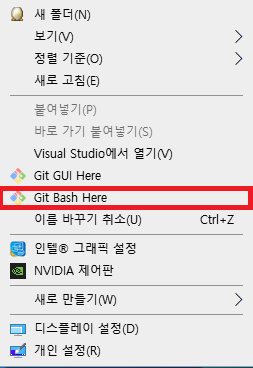 새 폴더(N)
보기(V)
정렬 기준(O)
새로 고침(E)
붙여넣기(P)
바로 가기 붙여넣기(S)
Visual Studio에서 열기(V)
Git GUI Here
Git Bash Here
이름 바꾸기 취소(U) Ctrl+Z
인텔® 그래픽 설정
NVIDIA 제어판
새로 만들기(W)
디스플레이 설정(D)
개인 설정(R)